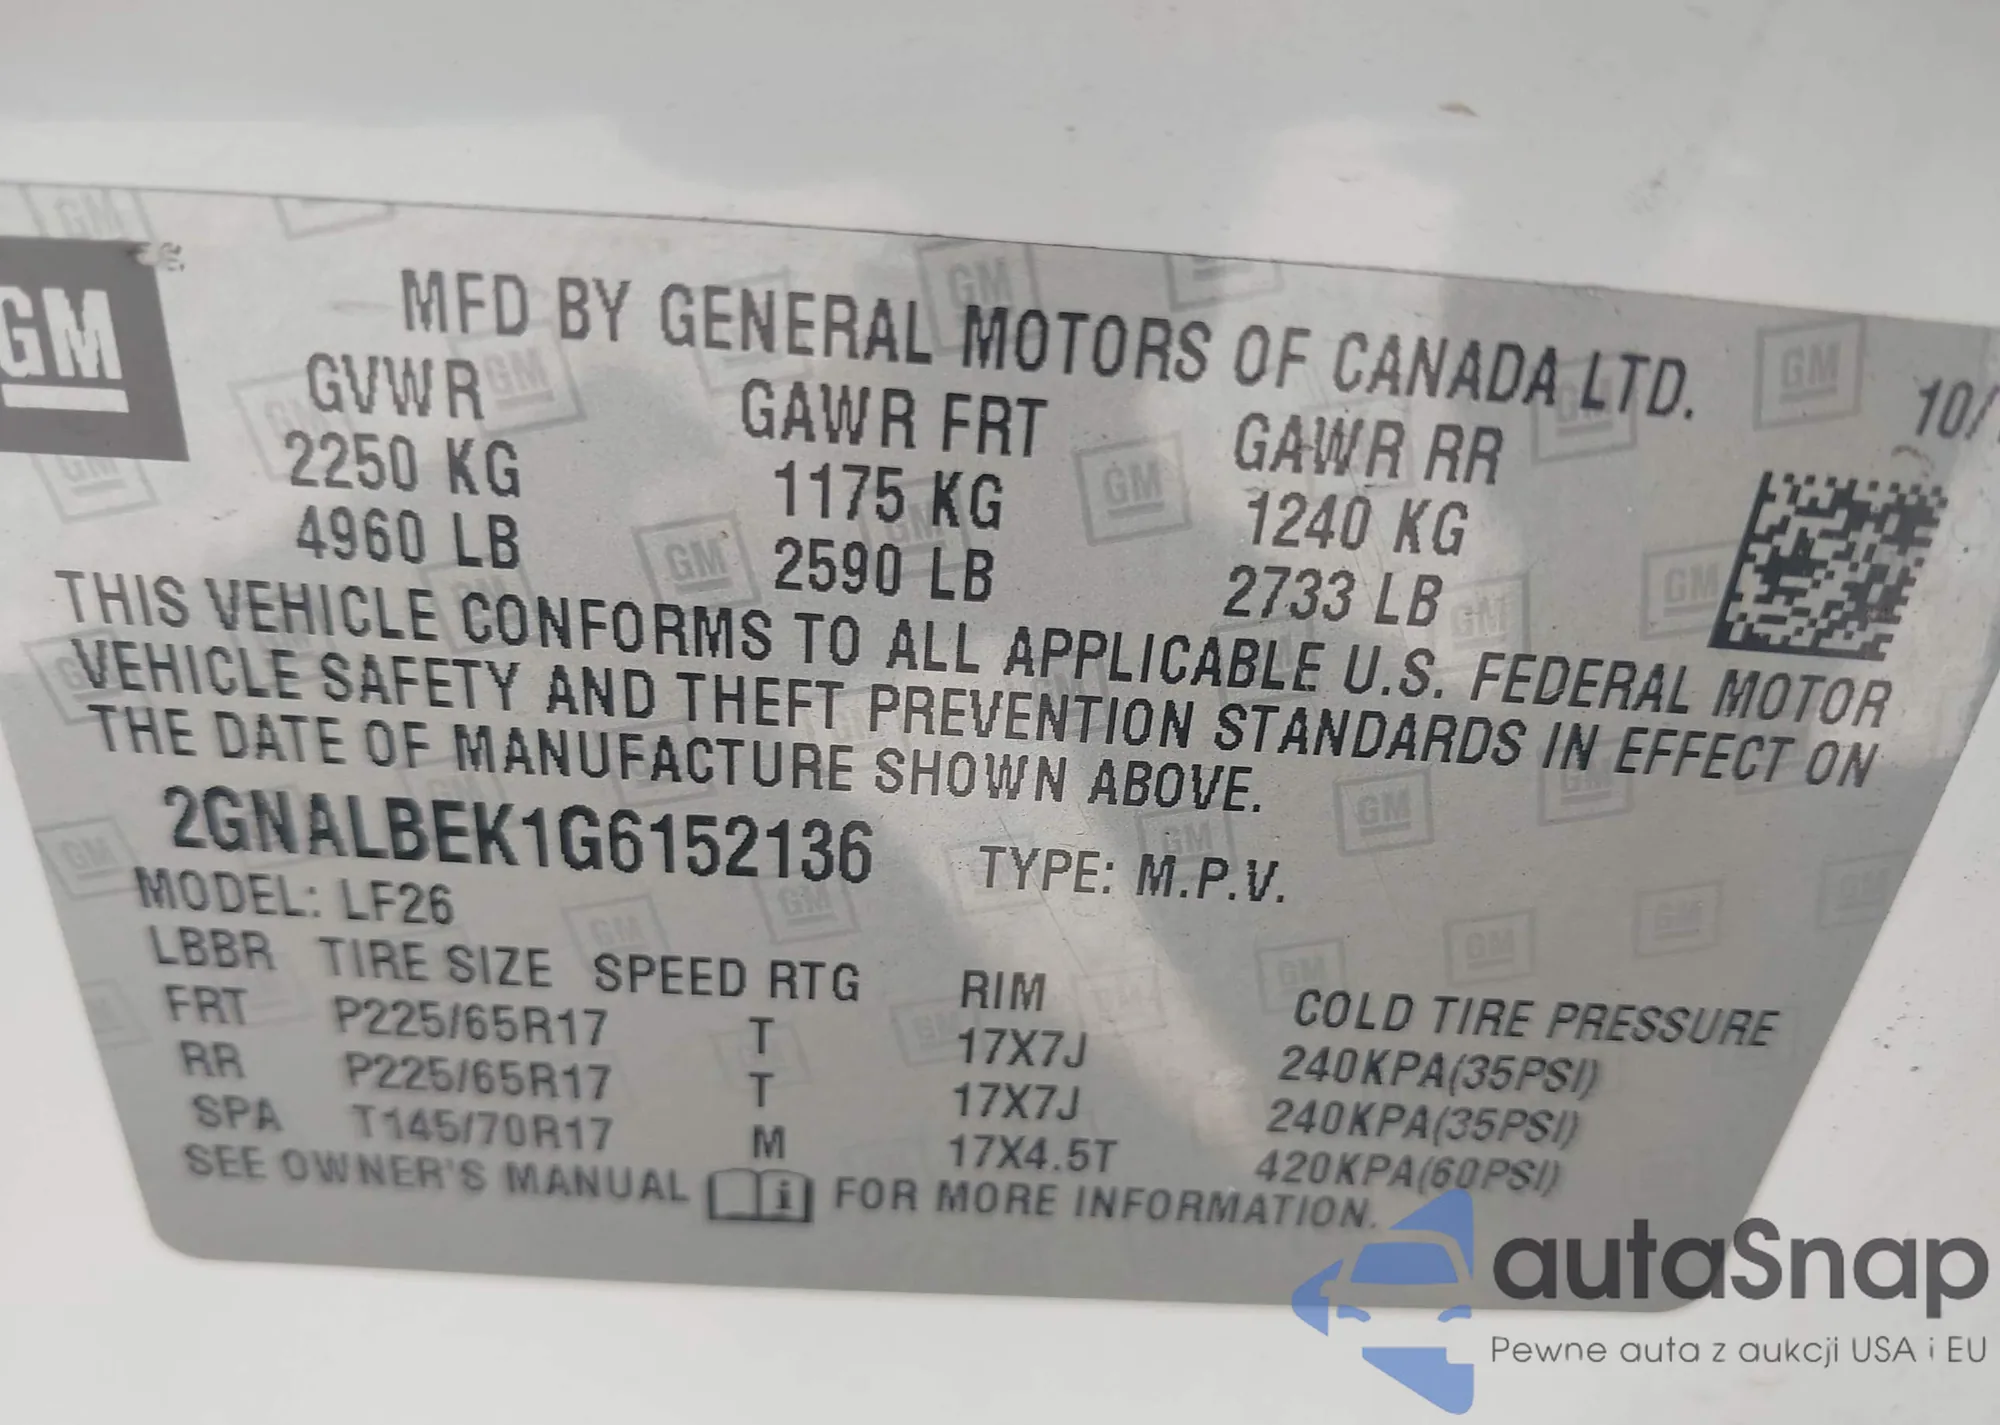 GM
MFD BY GENERAL MOTORS OF CANADA LTD.
10/
GVWR GAWR FRT GAWR RR
2250 KG 1175 KG 1240 KG
4960 LB 2590 LB 2733 LB
THIS VEHICLE CONFORMS TO ALL APPLICABLE U.S. FEDERAL MOTOR
VEHICLE SAFETY AND THEFT PREVENTION STANDARDS IN EFFECT ON
THE DATE OF MANUFACTURE SHOWN ABOVE.
2GNALBEK1G6152136 TYPE: M.P.V.
MODEL: LF26
LBBR TIRE SIZE SPEED RTG RIM COLD TIRE PRESSURE
FRT P225/65R17 T 17X7J 240KPA(35PSI)
RR P225/65R17 T 17X7J 240KPA(35PSI)
SPA T145/70R17 M 17X4.5T 420KPA(60PSI)
SEE OWNER'S MANUAL i FOR MORE INFORMATION.
autaSnap
Pewne auta z aukcji USA i EU